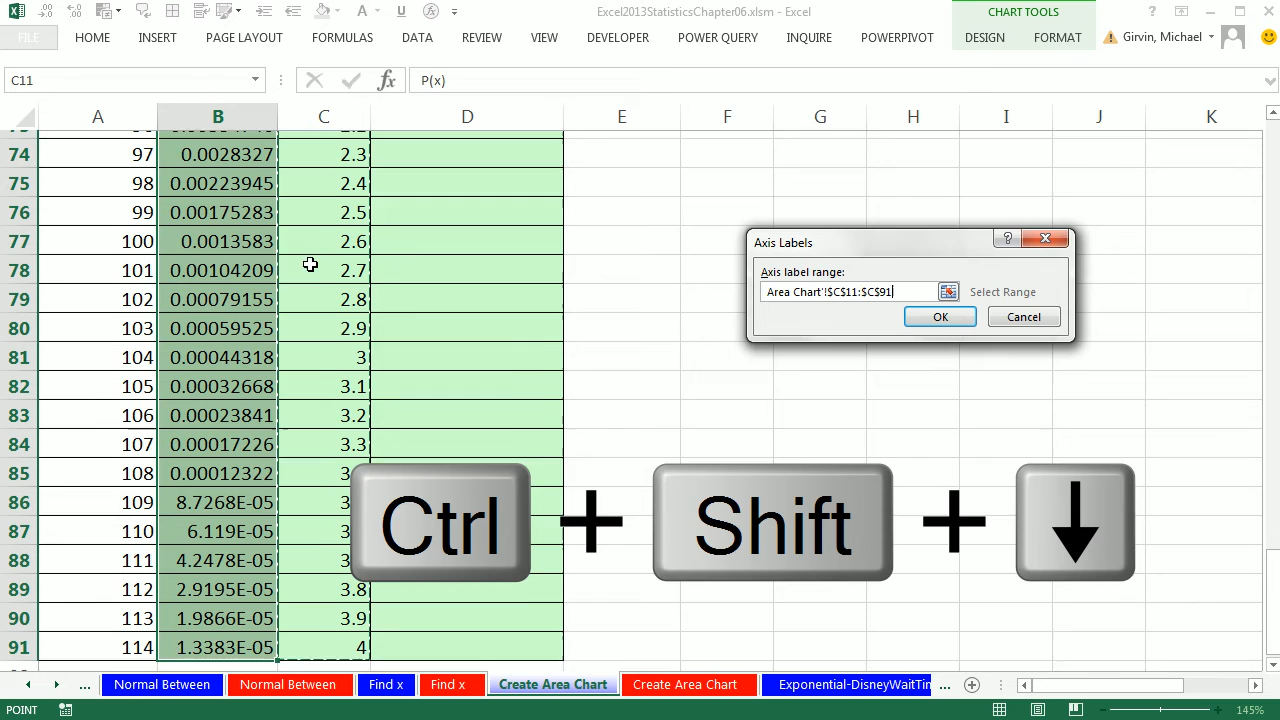 Excel2013StatisticsChapter06.xlsm - Excel
CHART TOOLS
FILE HOME INSERT PAGE LAYOUT FORMULAS DATA REVIEW VIEW DEVELOPER POWER QUERY INQUIRE POWERPIVOT DESIGN FORMAT Girvin, Michael
C11 fx P(x)
A B C D E F G H I J K
74 97 0.0028327 2.3
75 98 0.00223945 2.4
76 99 0.00175283 2.5
77 100 0.0013583 2.6
78 101 0.00104209 2.7
79 102 0.00079155 2.8
80 103 0.00059525 2.9
81 104 0.00044318 3
82 105 0.00032668 3.1
83 106 0.00023841 3.2
84 107 0.00017226 3.3
85 108 0.00012322
86 109 8.7268E-05
87 110 6.119E-05
88 111 4.2478E-05
89 112 2.9195E-05 3.8
90 113 1.9866E-05 3.9
91 114 1.3383E-05 4
Axis Labels
Axis label range:
Area Chart'!$C$11:$C$91 Select Range
OK Cancel
Ctrl + Shift + ↓
... Normal Between Normal Between Find x Find x Create Area Chart Create Area Chart Exponential-DisneyWaitTin ...
POINT 145%